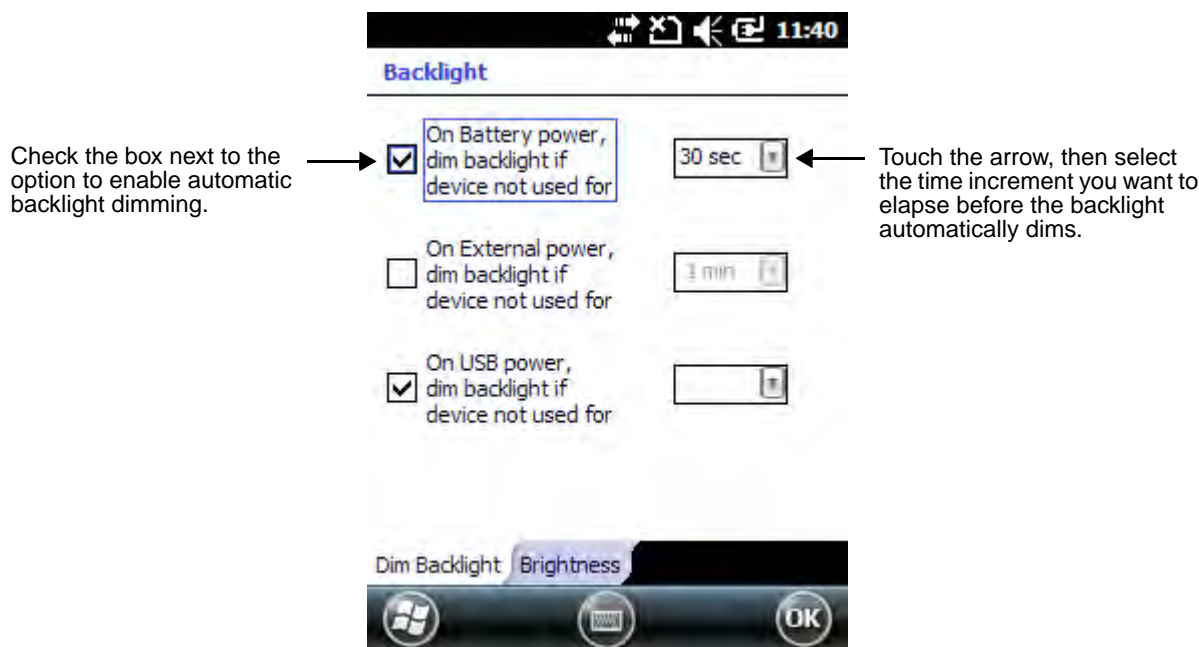 11:40
Backlight
Check the box next to the
option to enable automatic
backlight dimming.
On Battery power,
dim backlight if
device not used for
30 sec
Touch the arrow, then select
the time increment you want to
elapse before the backlight
automatically dims.
On External power,
dim backlight if
device not used for
1 min
On USB power,
dim backlight if
device not used for
Dim Backlight
Brightness
OK